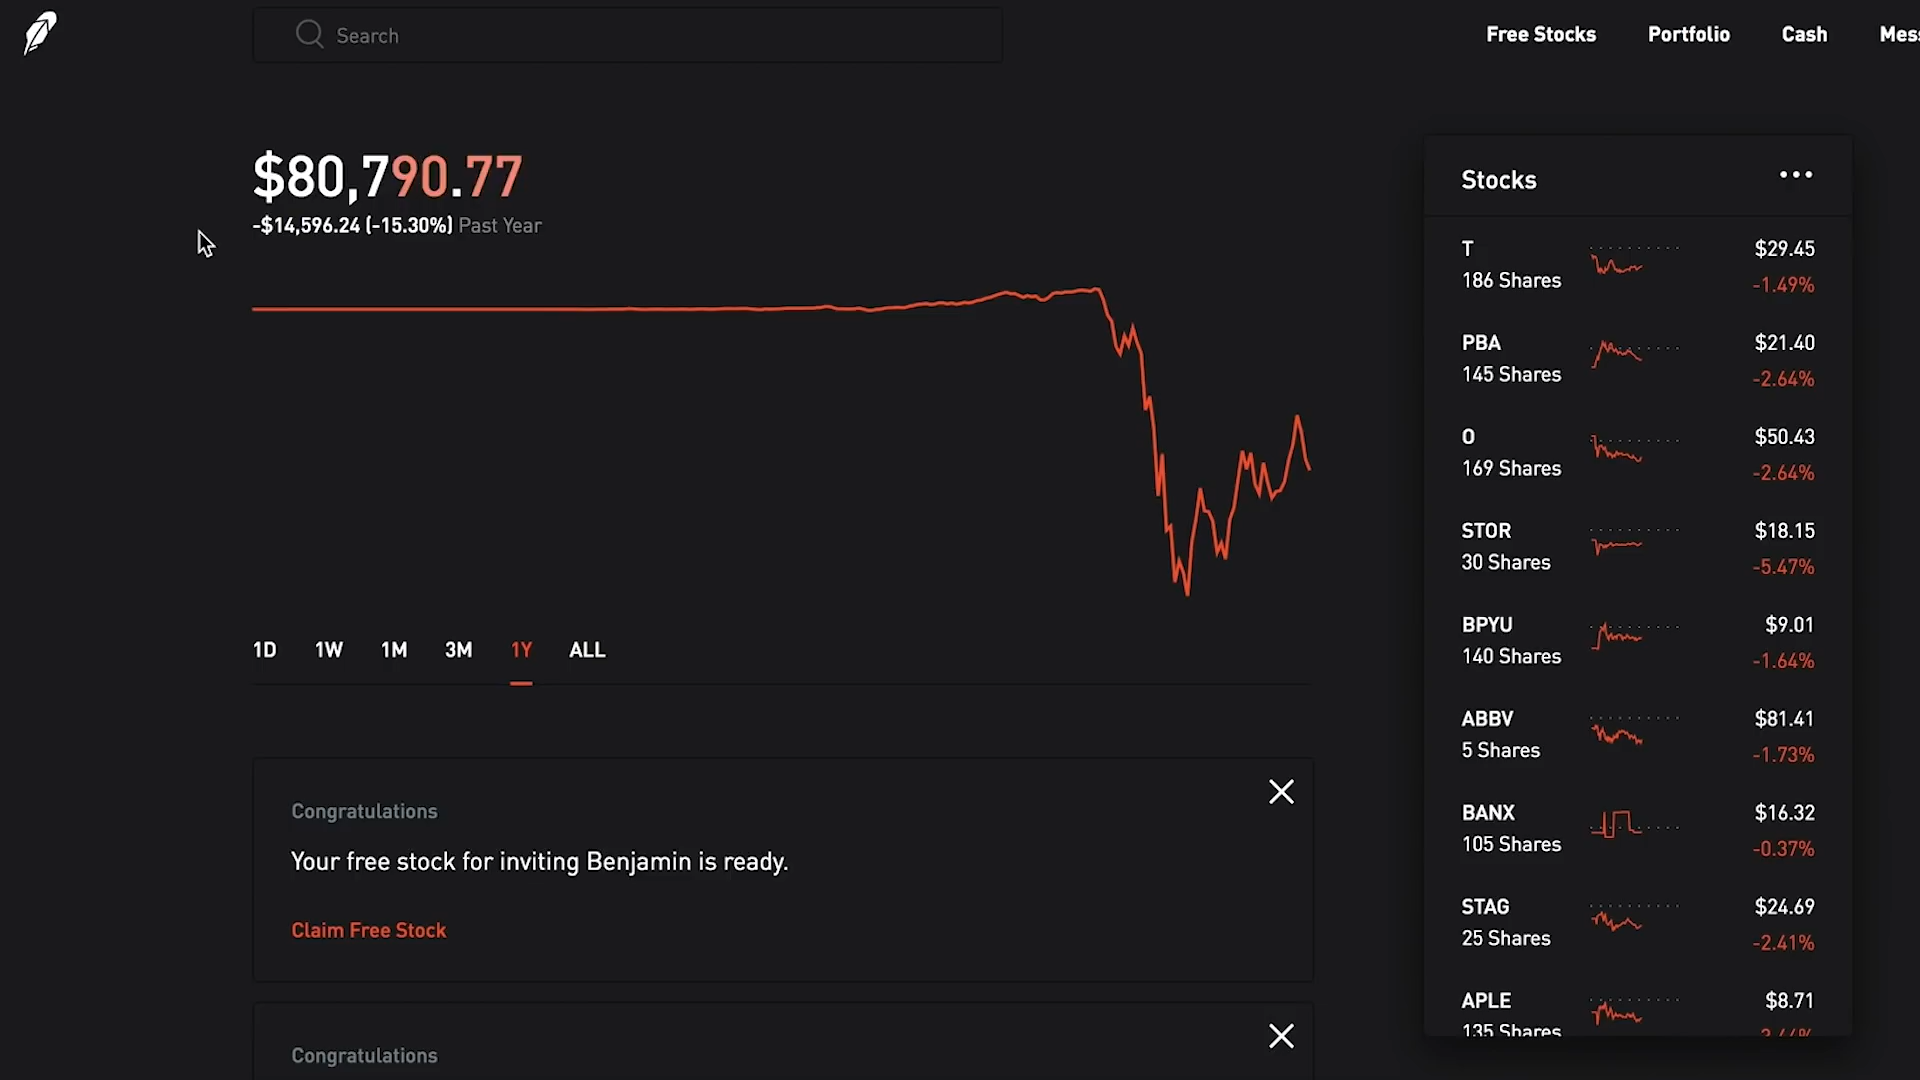 Search
Free Stocks
Portfolio
Cash
$80,790.77
-$14,596.24 (-15.30%) Past Year
1D
1W
1M
3M
1Y
ALL
Congratulations
Your free stock for inviting Benjamin is ready.
Claim Free Stock
Congratulations
Stocks
T
186 Shares
$29.45
-1.49%
PBA
145 Shares
$21.40
-2.64%
O
169 Shares
$50.43
-2.64%
STOR
30 Shares
$18.15
-5.47%
BPYU
140 Shares
$9.01
-1.64%
ABBV
5 Shares
$81.41
-1.73%
BANX
105 Shares
$16.32
-0.37%
STAG
25 Shares
$24.69
-2.41%
APLE
135 Shares
$8.71